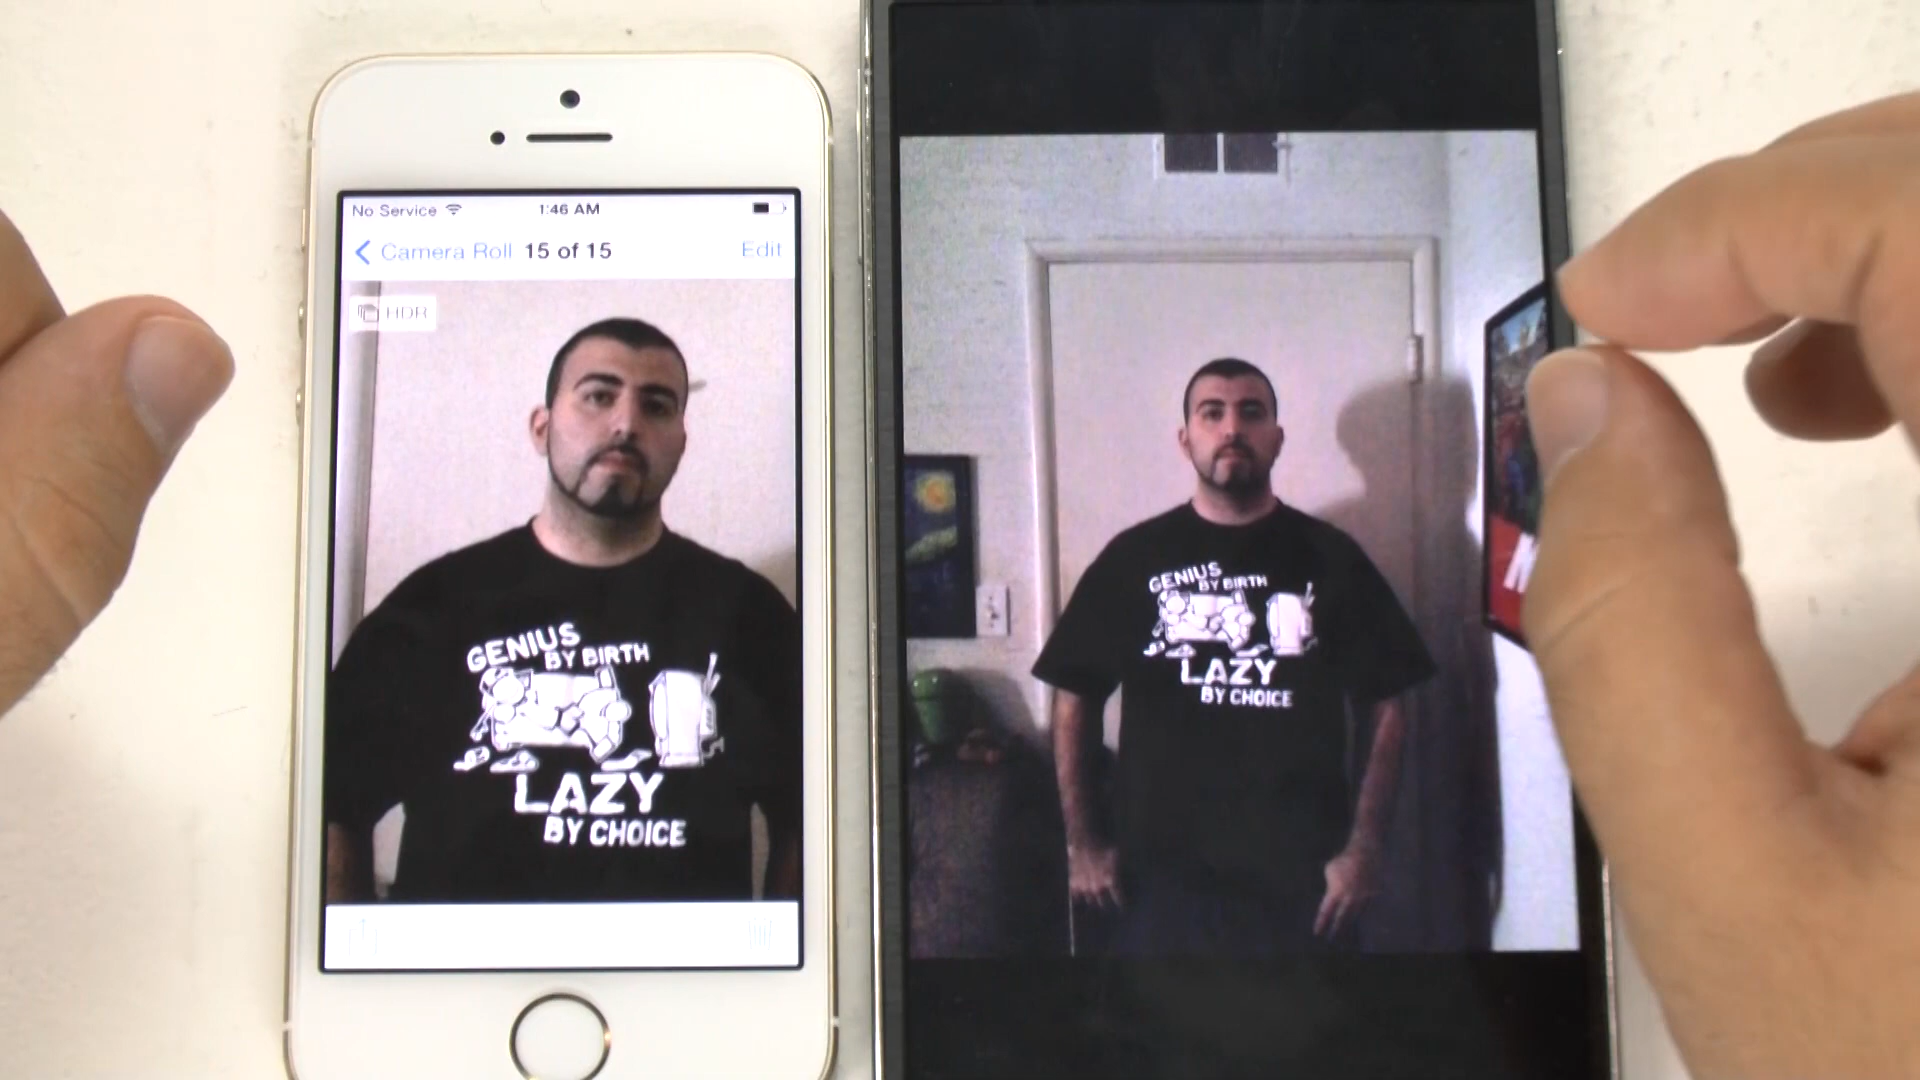 No Service 1:46 AM
Camera Roll 15 of 15 Edit
HDR
GENIUS
BY BIRTH
LAZY
BY CHOICE
GENIUS
BY BIRTH
LAZY
BY CHOICE